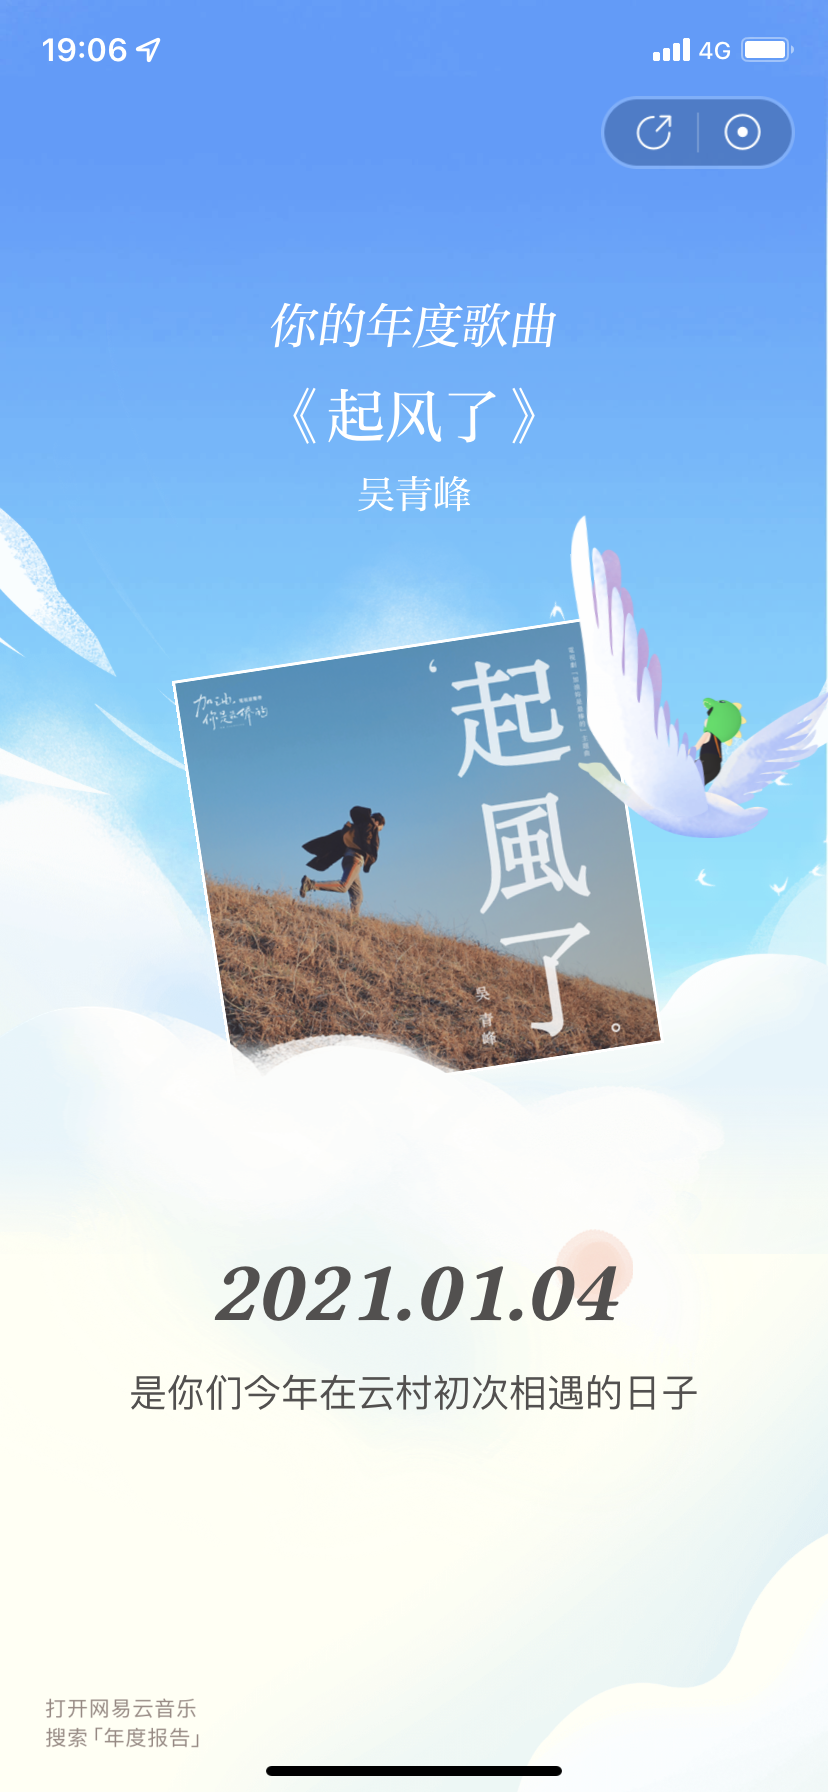 19:06
4G
你的年度歌曲
《起风了》
吴青峰
加油，
你是最棒的
起風了。
吴青峰
2021.01.04
是你们今年在云村初次相遇的日子
打开网易云音乐
搜索「年度报告」